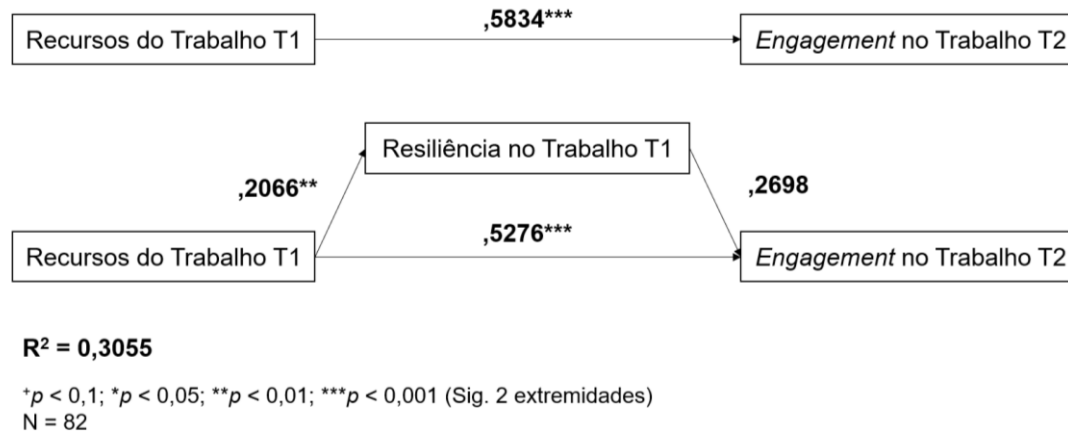 ,5834***
Recursos do Trabalho T1
Engagement no Trabalho T2
Resiliência no Trabalho T1
,2066**
,2698
,5276***
Recursos do Trabalho T1
Engagement no Trabalho T2
R² = 0,3055
⁺p < 0,1; *p < 0,05; **p < 0,01; ***p < 0,001 (Sig. 2 extremidades)
N = 82